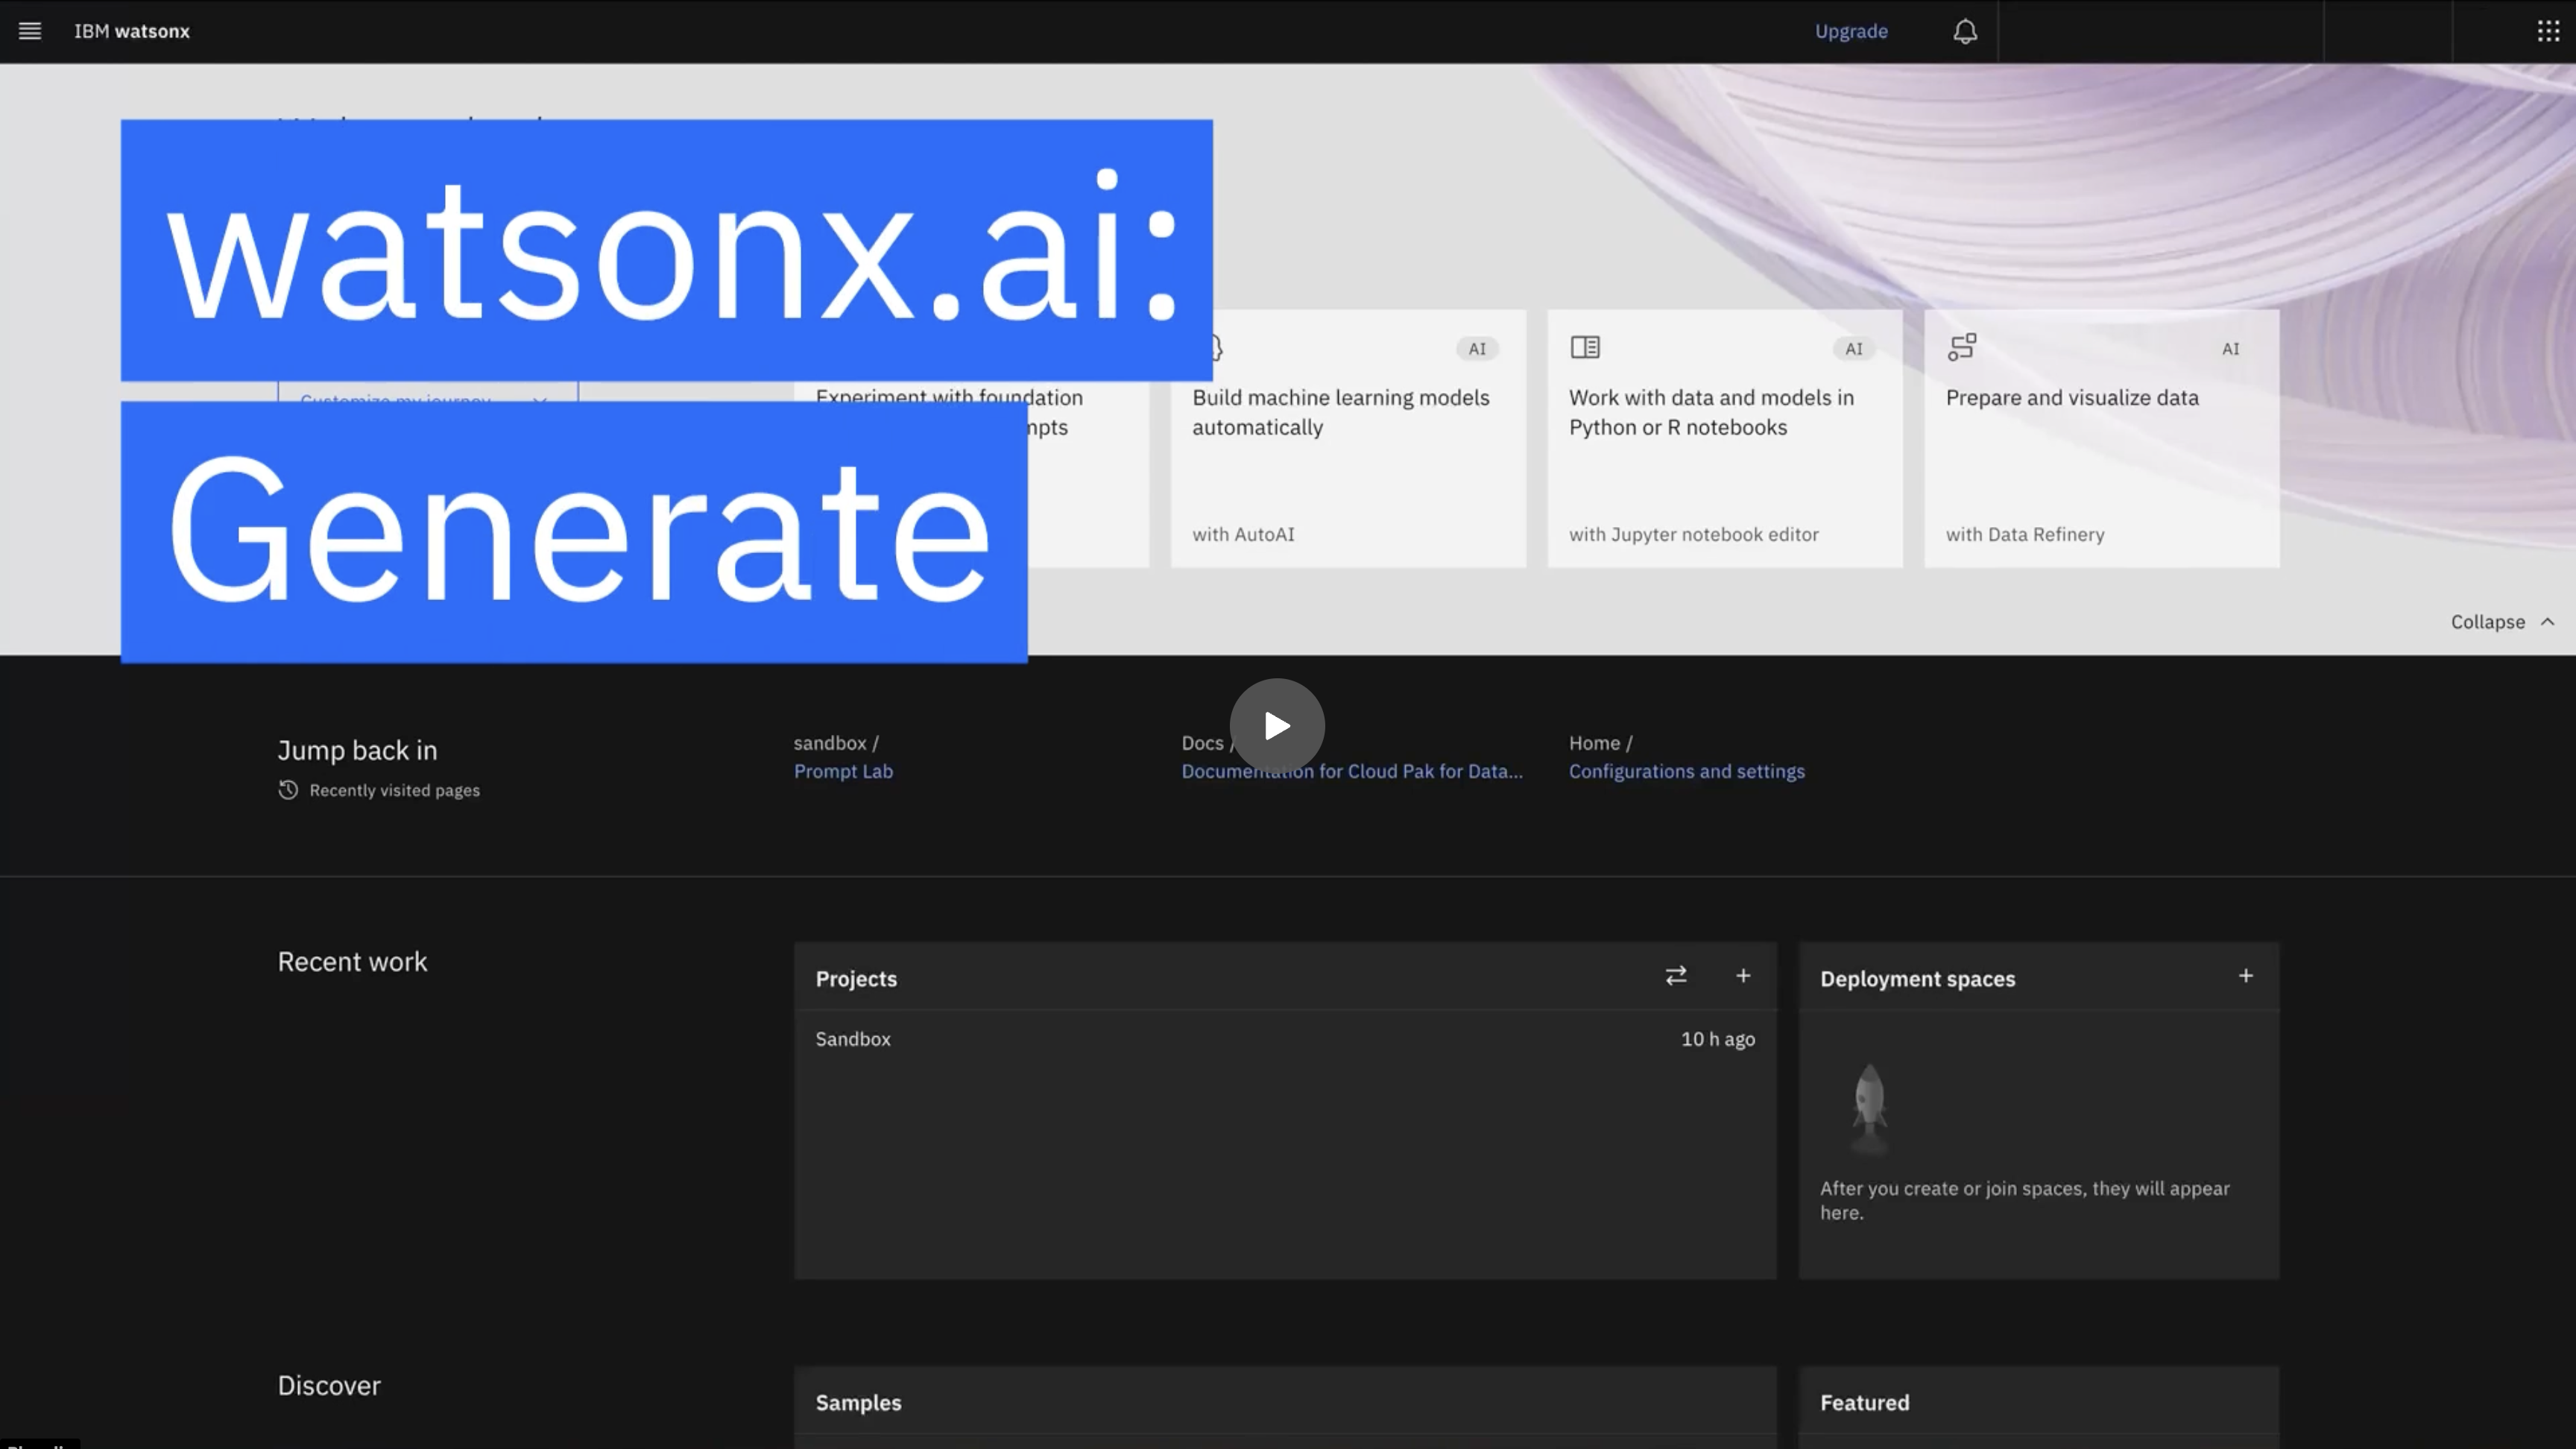 IBM watsonx
Upgrade
watsonx.ai:
Generate
Customize my journey
Experiment with foundation
AI
Build machine learning models
automatically
with AutoAI
AI
Work with data and models in
Python or R notebooks
with Jupyter notebook editor
AI
Prepare and visualize data
with Data Refinery
Collapse
Jump back in
Recently visited pages
sandbox /
Prompt Lab
Docs /
Documentation for Cloud Pak for Data...
Home /
Configurations and settings
Recent work
Projects
Sandbox
10 h ago
Deployment spaces
After you create or join spaces, they will appear
here.
Discover
Samples
Featured